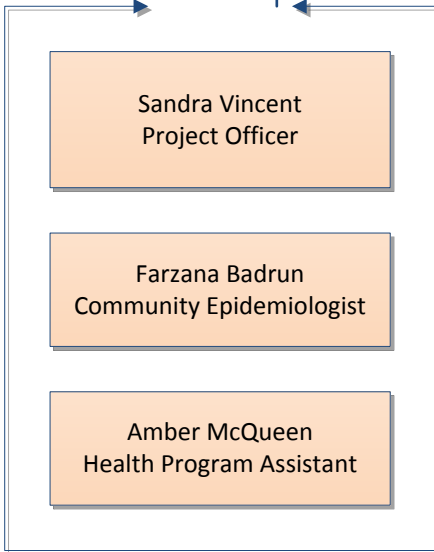 Sandra Vincent
Project Officer
Farzana Badrun
Community Epidemiologist
Amber McQueen
Health Program Assistant